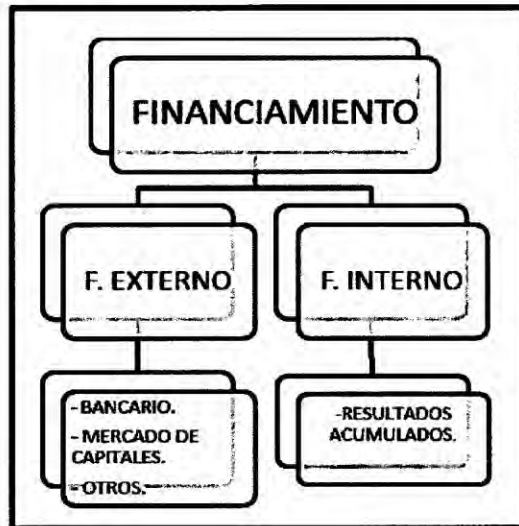 FINANCIAMIENTO
F. EXTERNO
F. INTERNO
- BANCARIO.
- MERCADO DE
CAPITALES.
- OTROS.
-RESULTADOS
ACUMULADOS.